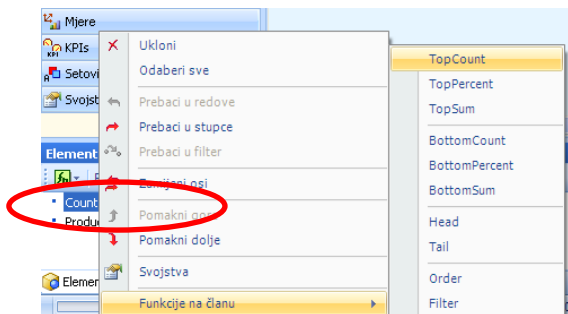 Mjere
KPIs
Setovi
Svojst
Element
Count
Produ
Elemer
Ukloni
Odaberi sve
Prebaci u redove
Prebaci u stupce
Prebaci u filter
Zamijeni osi
Pomakni gore
Pomakni dolje
Svojstva
Funkcije na članu
TopCount
TopPercent
TopSum
BottomCount
BottomPercent
BottomSum
Head
Tail
Order
Filter